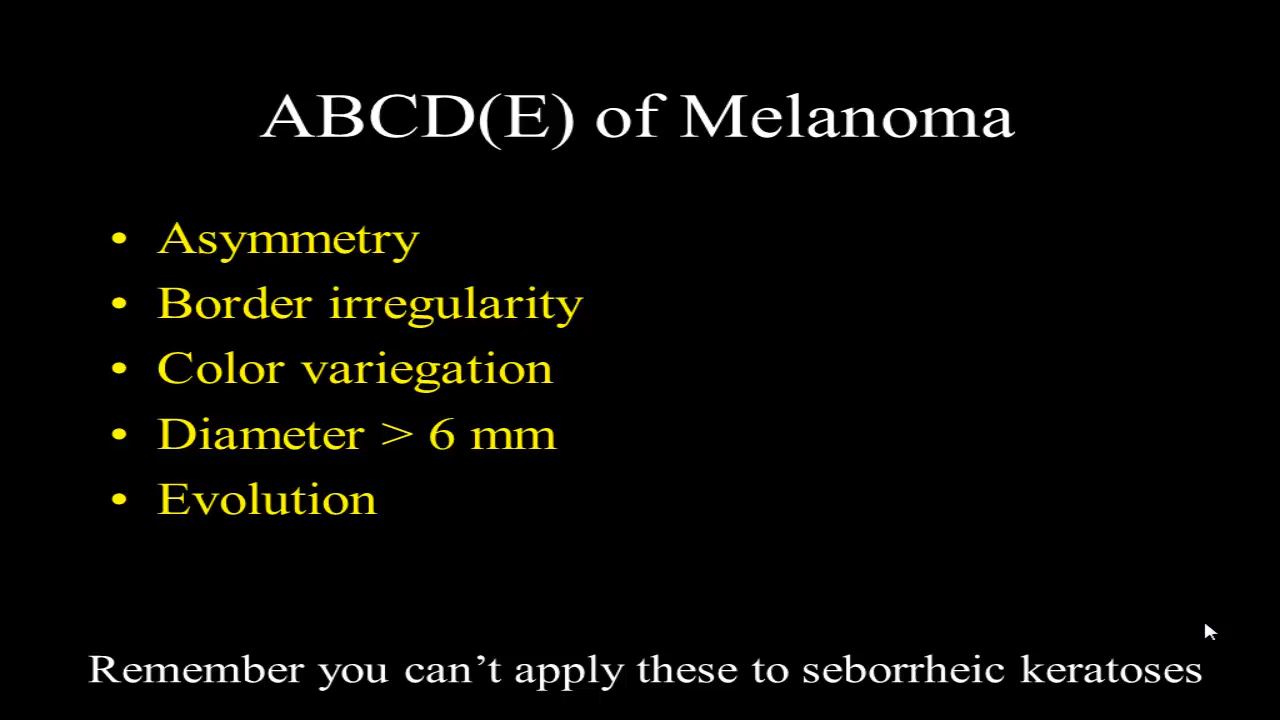 ABCD(E) of Melanoma
• Asymmetry
• Border irregularity
• Color variegation
• Diameter > 6 mm
• Evolution
Remember you can’t apply these to seborrheic keratoses